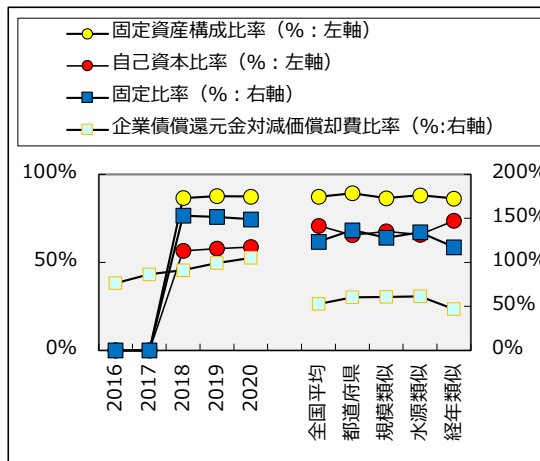 固定資産構成比率（%：左軸）
自己資本比率（%：左軸）
固定比率（%：右軸）
企業債償還元金対減価償却費比率（%:右軸）
100%
50%
0%
200%
150%
100%
50%
0%
2016
2017
2018
2019
2020
全国平均
都道府県
規模類似
水源類似
経年類似